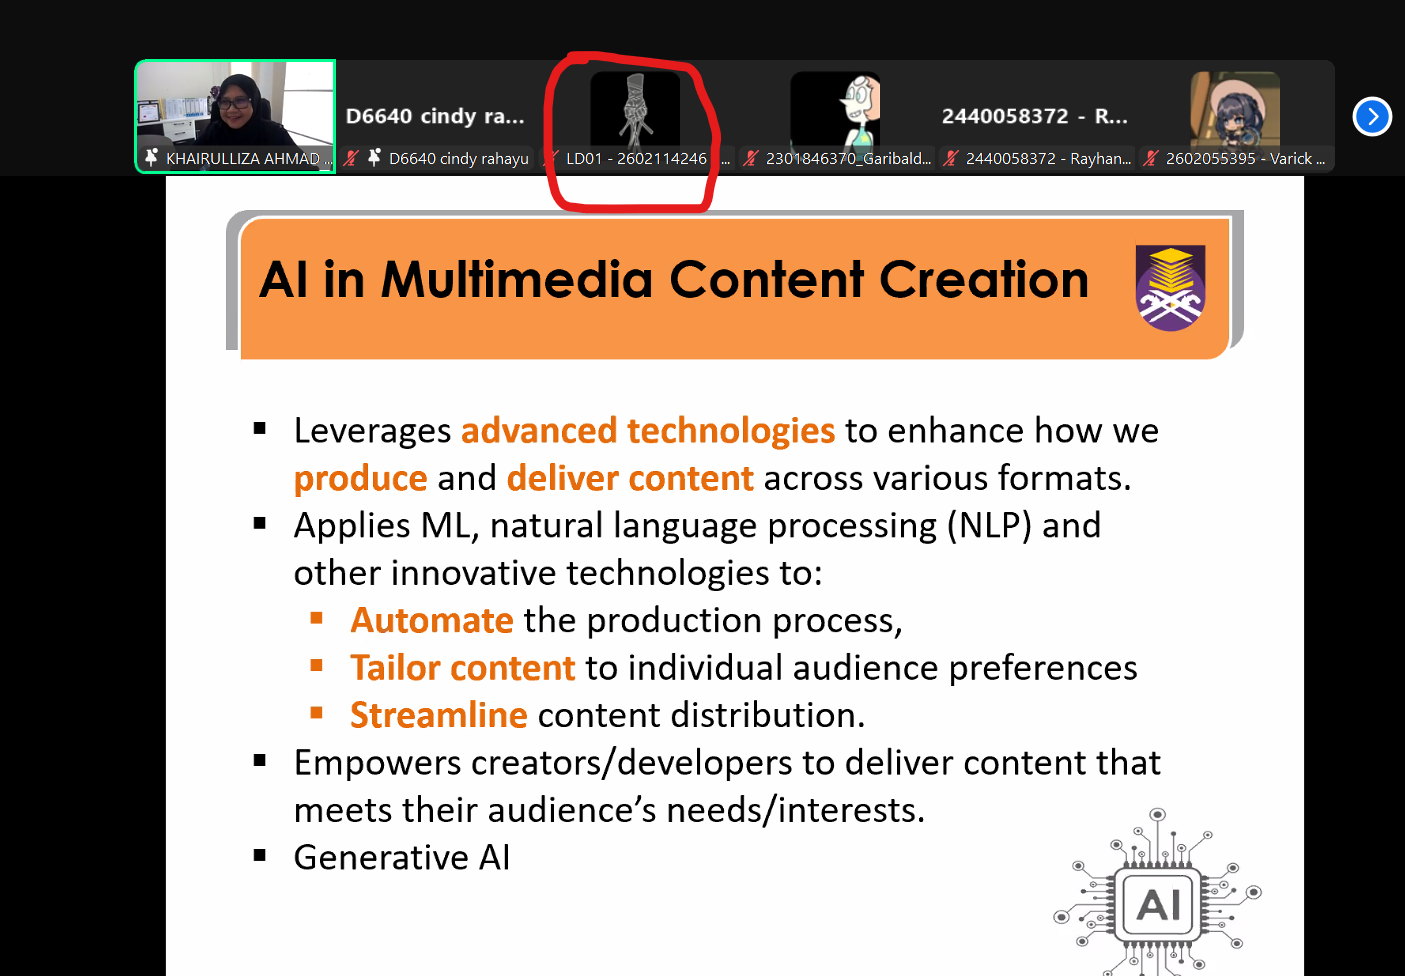 D6640 cindy ra...
2440058372 - R...
KHAIRULLIZA AHMAD ...
D6640 cindy rahayu
LD01 - 2602114246 ...
2301846370_Garibald...
2440058372 - Rayhan...
2602055395 - Varick ...
AI in Multimedia Content Creation
▪ Leverages advanced technologies to enhance how we
produce and deliver content across various formats.
▪ Applies ML, natural language processing (NLP) and
other innovative technologies to:
▪ Automate the production process,
▪ Tailor content to individual audience preferences
▪ Streamline content distribution.
▪ Empowers creators/developers to deliver content that
meets their audience’s needs/interests.
▪ Generative AI
AI